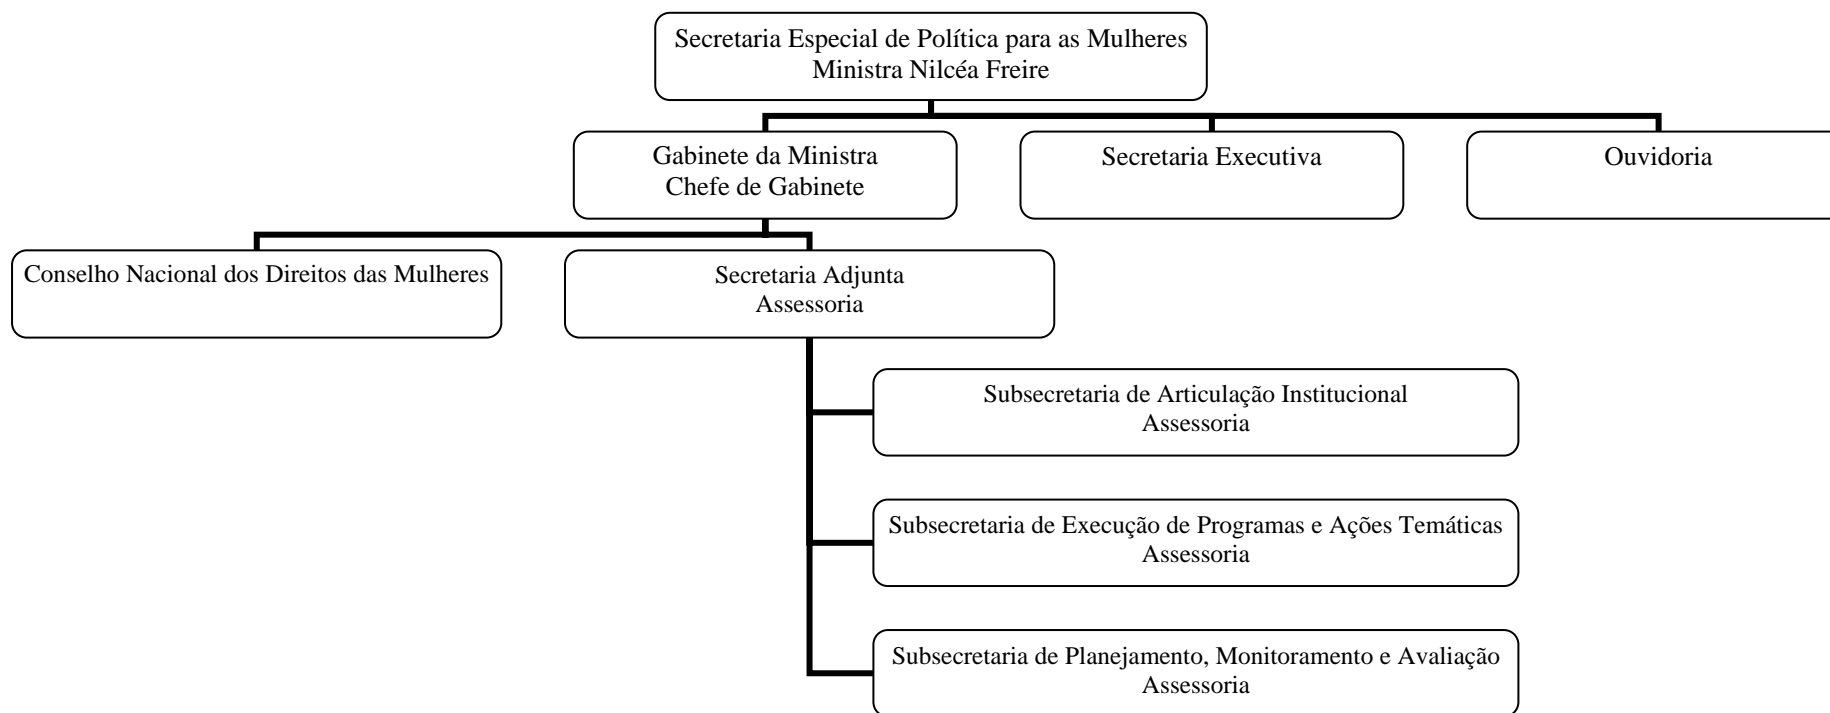 Secretaria Especial de Política para as Mulheres
Ministra Nilcéa Freire
Gabinete da Ministra
Chefe de Gabinete
Secretaria Executiva
Ouvidoria
Conselho Nacional dos Direitos das Mulheres
Secretaria Adjunta
Assessoria
Subsecretaria de Articulação Institucional
Assessoria
Subsecretaria de Execução de Programas e Ações Temáticas
Assessoria
Subsecretaria de Planejamento, Monitoramento e Avaliação
Assessoria